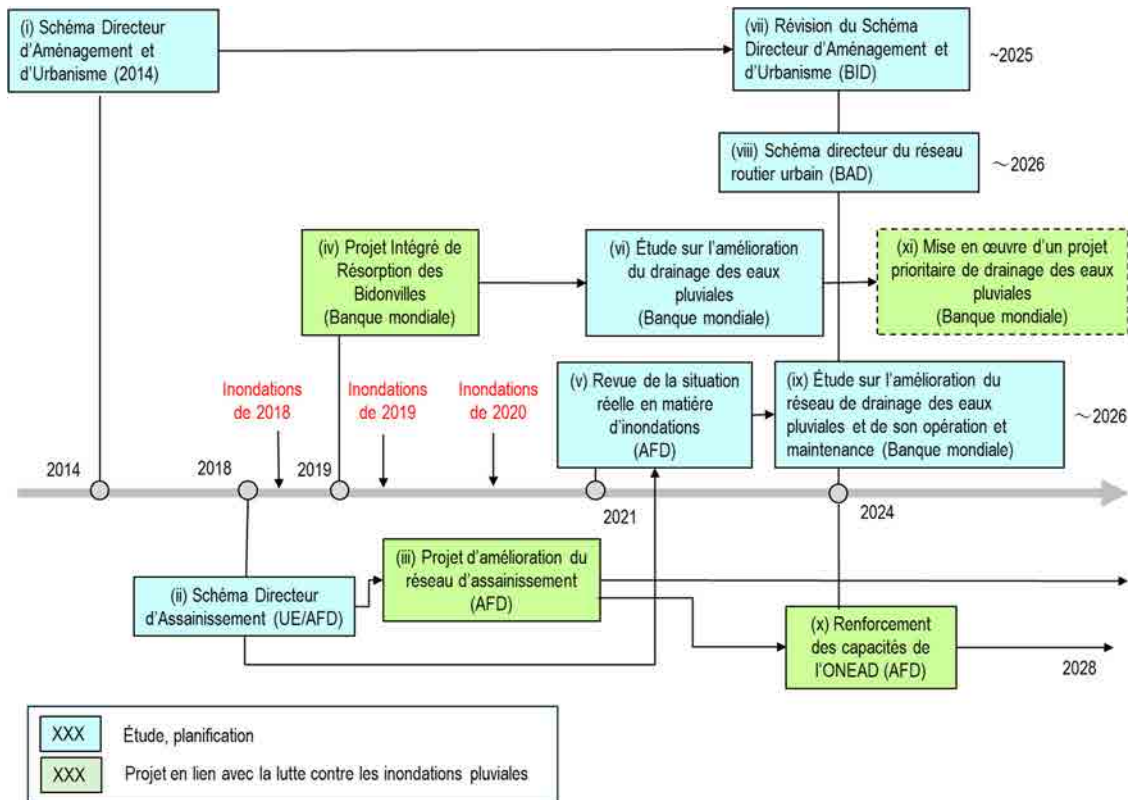 (i) Schéma Directeur
d'Aménagement et
d'Urbanisme (2014)
(vii) Révision du Schéma
Directeur d'Aménagement et
d'Urbanisme (BID)
~2025
(viii) Schéma directeur du réseau
routier urbain (BAD)
～2026
(iv) Projet Intégré de
Résorption des
Bidonvilles
(Banque mondiale)
(vi) Étude sur l'amélioration
du drainage des eaux
pluviales
(Banque mondiale)
(xi) Mise en œuvre d'un projet
prioritaire de drainage des eaux
pluviales
(Banque mondiale)
Inondations
de 2018
Inondations
de 2019
Inondations
de 2020
(v) Revue de la situation
réelle en matière
d'inondations
(AFD)
(ix) Étude sur l'amélioration du
réseau de drainage des eaux
pluviales et de son opération et
maintenance (Banque mondiale)
～2026
2014
2018
2019
2021
2024
(iii) Projet d'amélioration du
réseau d'assainissement
(AFD)
(ii) Schéma Directeur
d'Assainissement (UE/AFD)
(x) Renforcement
des capacités de
l'ONEAD (AFD)
2028
XXX
Étude, planification
XXX
Projet en lien avec la lutte contre les inondations pluviales